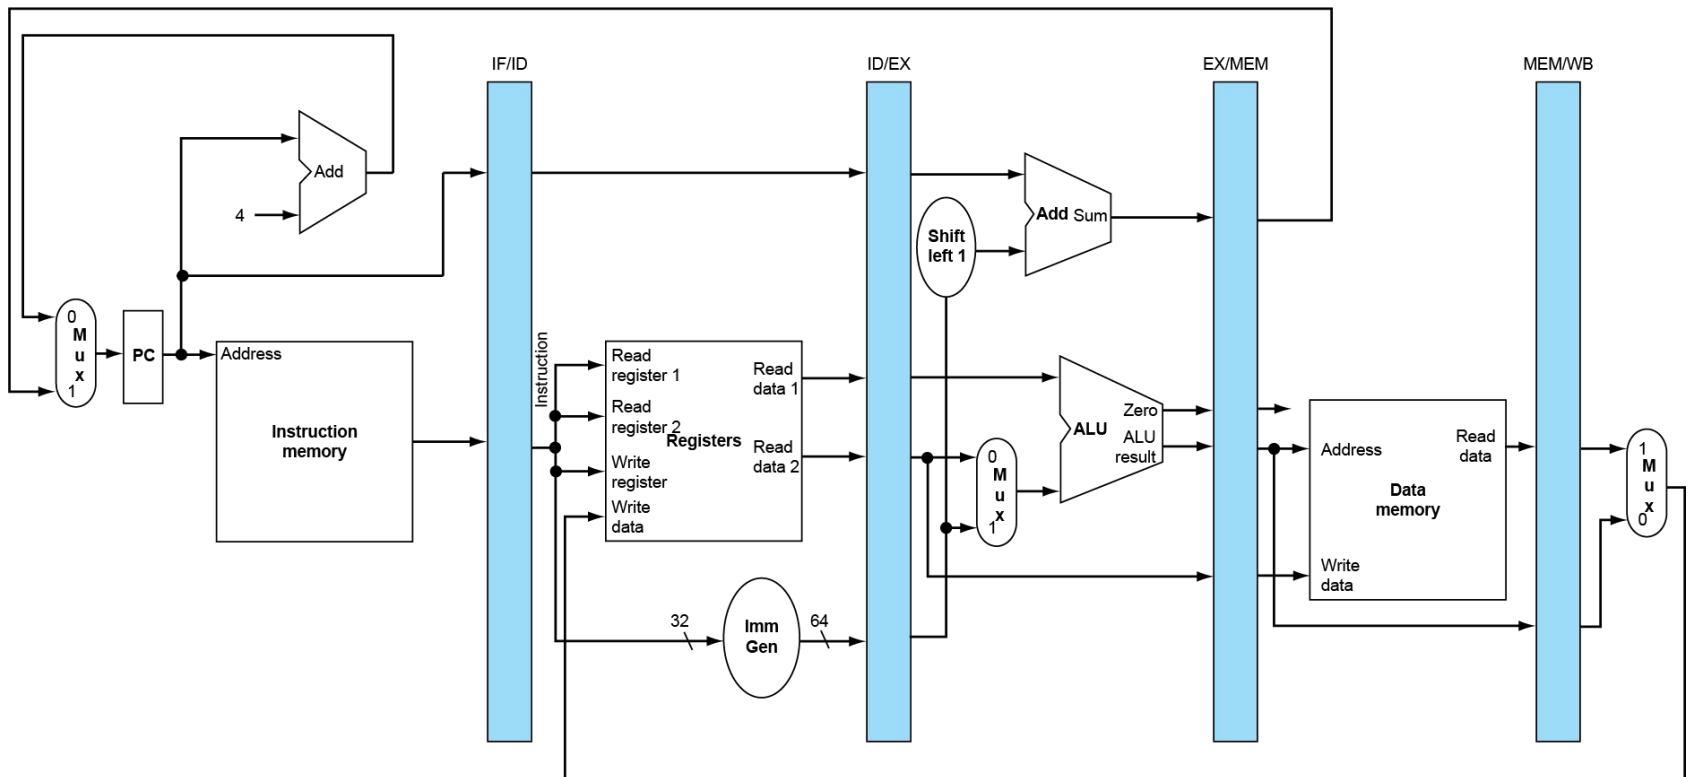 IF/ID
ID/EX
EX/MEM
MEM/WB
Add
4
Add Sum
Shift
left 1
0
M
u
x
1
PC
Address
Instruction
memory
Instruction
Read
register 1
Read
register 2
Write
register
Write
data
Registers
Read
data 1
Read
data 2
0
M
u
x
1
Zero
ALU
ALU
result
Address
Read
data
Data
memory
Write
data
1
M
u
x
0
32
Imm
Gen
64